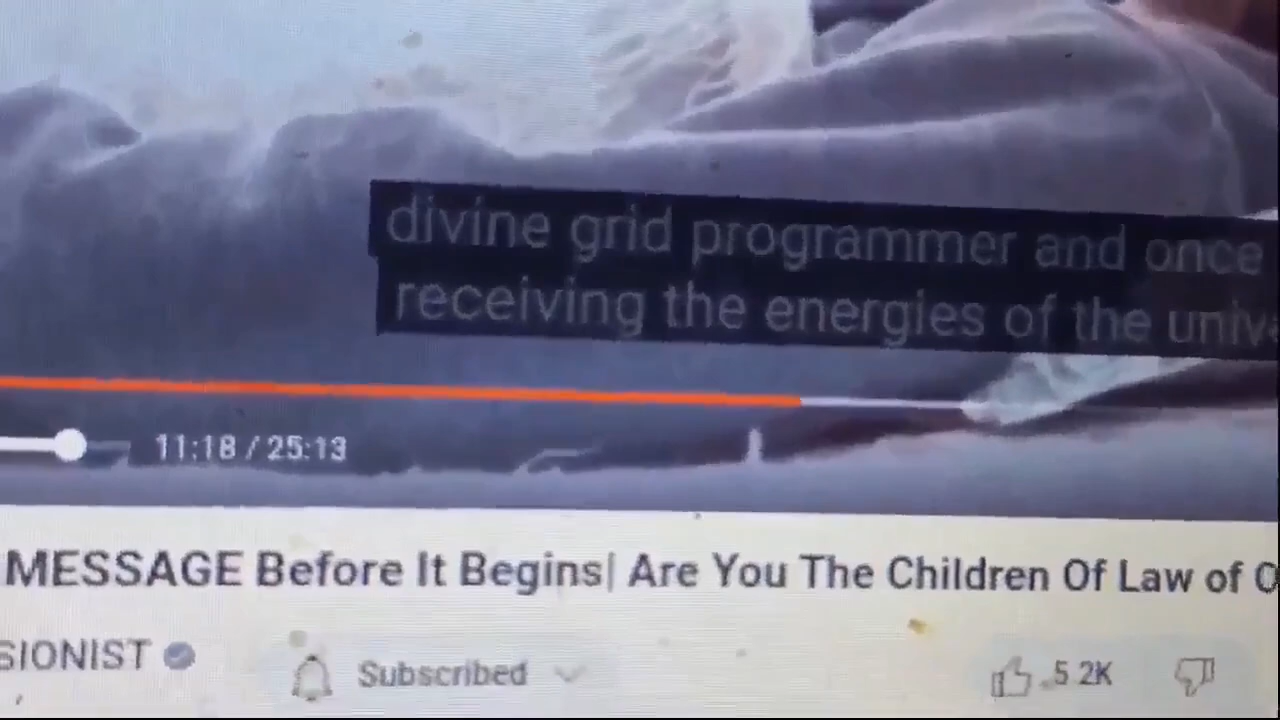 divine grid programmer and once
receiving the energies of the
11:18 / 25:13
MESSAGE Before It Begins| Are You The Children Of Law of
SIONIST
Subscribed
5.2K